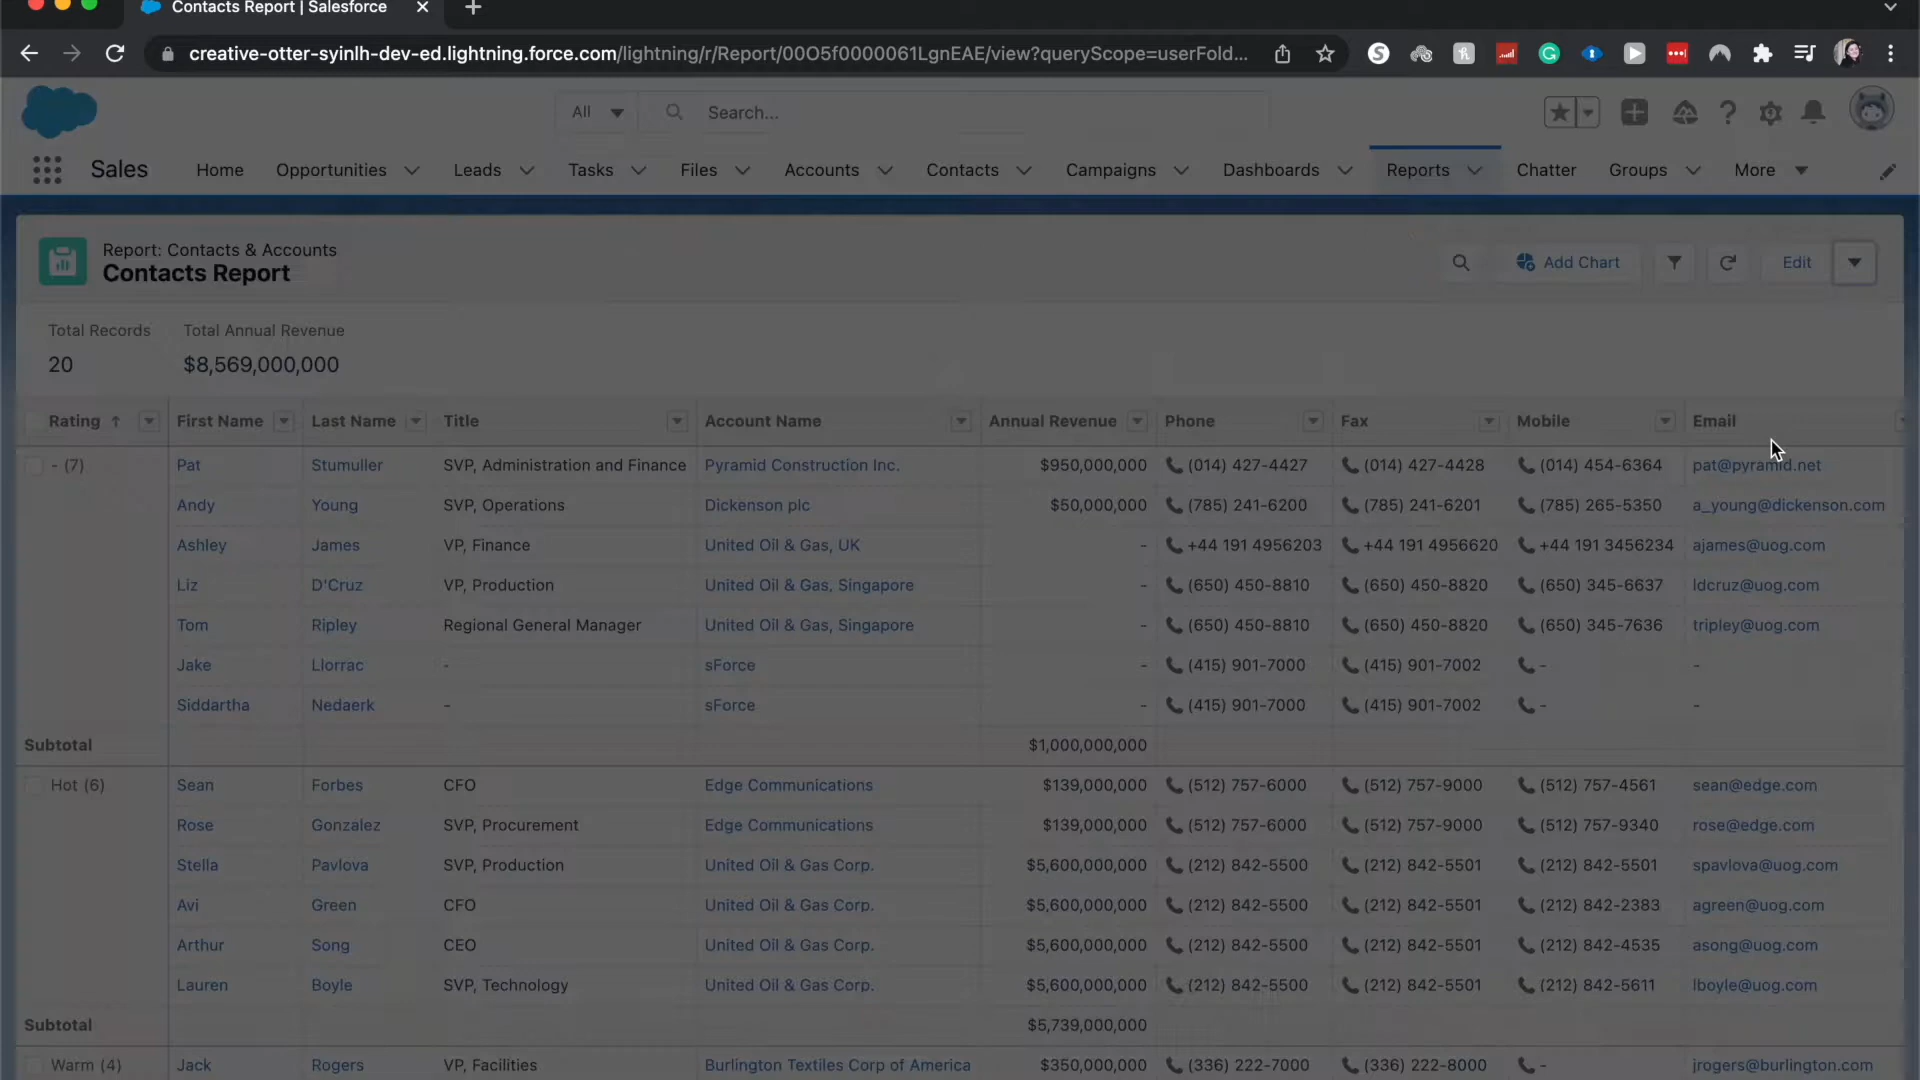 Contacts Report | Salesforce
creative-otter-syinlh-dev-ed.lightning.force.com/lightning/r/Report/00O5f0000061LgnEAE/view?queryScope=userFold...
All Search...
Sales Home Opportunities Leads Tasks Files Accounts Contacts Campaigns Dashboards Reports Chatter Groups More
Report: Contacts & Accounts
Contacts Report
Add Chart Edit
Total Records Total Annual Revenue
20 $8,569,000,000
Rating ↑ First Name Last Name Title Account Name Annual Revenue Phone Fax Mobile Email
- (7) Pat Stumuller SVP, Administration and Finance Pyramid Construction Inc. $950,000,000 (014) 427-4427 (014) 427-4428 (014) 454-6364 pat@pyramid.net
Andy Young SVP, Operations Dickenson plc $50,000,000 (785) 241-6200 (785) 241-6201 (785) 265-5350 a_young@dickenson.com
Ashley James VP, Finance United Oil & Gas, UK - +44 191 4956203 +44 191 4956620 +44 191 3456234 ajames@uog.com
Liz D'Cruz VP, Production United Oil & Gas, Singapore - (650) 450-8810 (650) 450-8820 (650) 345-6637 ldcruz@uog.com
Tom Ripley Regional General Manager United Oil & Gas, Singapore - (650) 450-8810 (650) 450-8820 (650) 345-7636 tripley@uog.com
Jake Llorrac - sForce - (415) 901-7000 (415) 901-7002 - -
Siddartha Nedaerk - sForce - (415) 901-7000 (415) 901-7002 - -
Subtotal $1,000,000,000
Hot (6) Sean Forbes CFO Edge Communications $139,000,000 (512) 757-6000 (512) 757-9000 (512) 757-4561 sean@edge.com
Rose Gonzalez SVP, Procurement Edge Communications $139,000,000 (512) 757-6000 (512) 757-9000 (512) 757-9340 rose@edge.com
Stella Pavlova SVP, Production United Oil & Gas Corp. $5,600,000,000 (212) 842-5500 (212) 842-5501 (212) 842-5501 spavlova@uog.com
Avi Green CFO United Oil & Gas Corp. $5,600,000,000 (212) 842-5500 (212) 842-5501 (212) 842-2383 agreen@uog.com
Arthur Song CEO United Oil & Gas Corp. $5,600,000,000 (212) 842-5500 (212) 842-5501 (212) 842-4535 asong@uog.com
Lauren Boyle SVP, Technology United Oil & Gas Corp. $5,600,000,000 (212) 842-5500 (212) 842-5501 (212) 842-5611 lboyle@uog.com
Subtotal $5,739,000,000
Warm (4) Jack Rogers VP, Facilities Burlington Textiles Corp of America $350,000,000 (336) 222-7000 (336) 222-8000 - jrogers@burlington.com